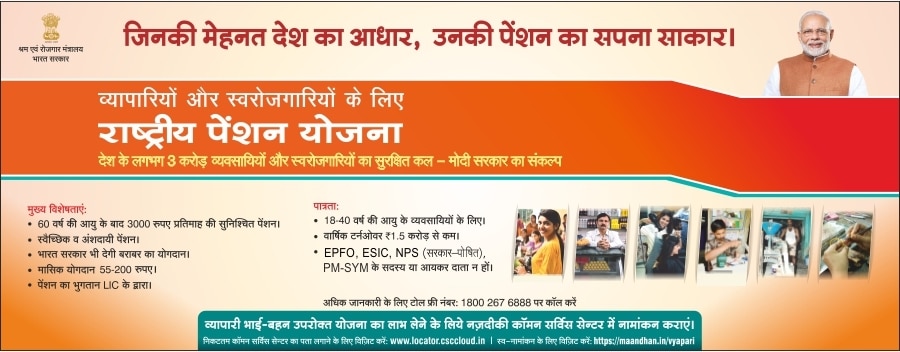 श्रम एवं रोजगार मंत्रालय
भारत सरकार
जिनकी मेहनत देश का आधार, उनकी पेंशन का सपना साकार।
व्यापारियों और स्वरोजगारियों के लिए
राष्ट्रीय पेंशन योजना
देश के लगभग 3 करोड़ व्यवसायियों और स्वरोजगारियों का सुरक्षित कल – मोदी सरकार का संकल्प
मुख्य विशेषताएं:
• 60 वर्ष की आयु के बाद 3000 रूपए प्रतिमाह की सुनिश्चित पेंशन।
• स्वैच्छिक व अंशदायी पेंशन।
• भारत सरकार भी देगी बराबर का योगदान।
• मासिक योगदान 55-200 रुपए।
• पेंशन का भुगतान LIC के द्वारा।
पात्रता:
• 18-40 वर्ष की आयु के व्यवसायियों के लिए।
• वार्षिक टर्नओवर ₹1.5 करोड़ से कम।
• EPFO, ESIC, NPS (सरकार–पोषित),
PM-SYM के सदस्य या आयकर दाता न हों।
अधिक जानकारी के लिए टोल फ्री नंबर: 1800 267 6888 पर कॉल करें
व्यापारी भाई-बहन उपरोक्त योजना का लाभ लेने के लिये नज़दीकी कॉमन सर्विस सेन्टर में नामांकन कराएं।
निकटतम कॉमन सर्विस सेन्टर का पता लगाने के लिए विज़िट करें: www.locator.csccloud.in | स्व–नामांकन के लिए विज़िट करें: https://maandhan.in/vyapari